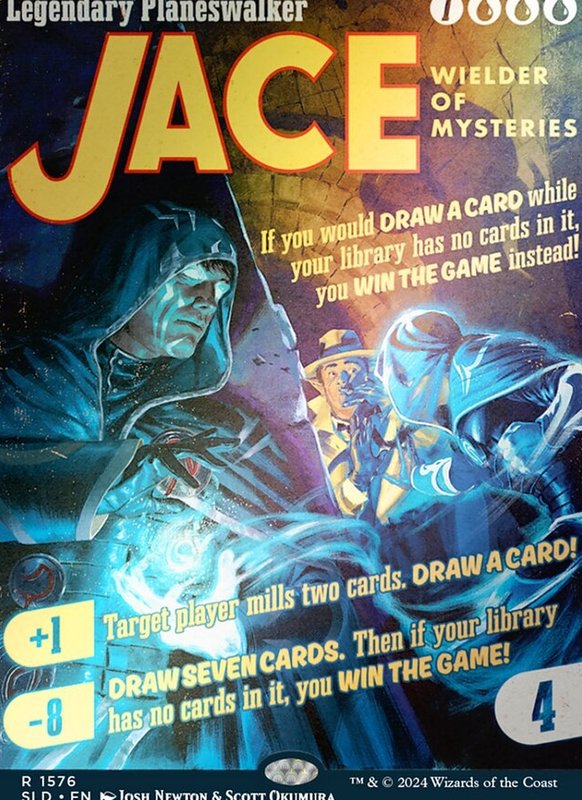 Legendary Planeswalker
1
JACE
WIELDER
OF
MYSTERIES
If you would DRAW A CARD while
your library has no cards in it,
you WIN THE GAME instead!
+1
Target player mills two cards. DRAW A CARD!
-8
DRAW SEVEN CARDS. Then if your library
has no cards in it, you WIN THE GAME!
4
R 1576
™ & © 2024 Wizards of the Coast
SLD • EN Josh Newton & Scott Okumura